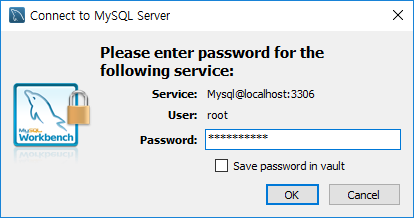 Connect to MySQL Server
Please enter password for the
following service:
Service: Mysql@localhost:3306
User: root
Password: **********
Save password in vault
OK Cancel
MySQL
Workbench